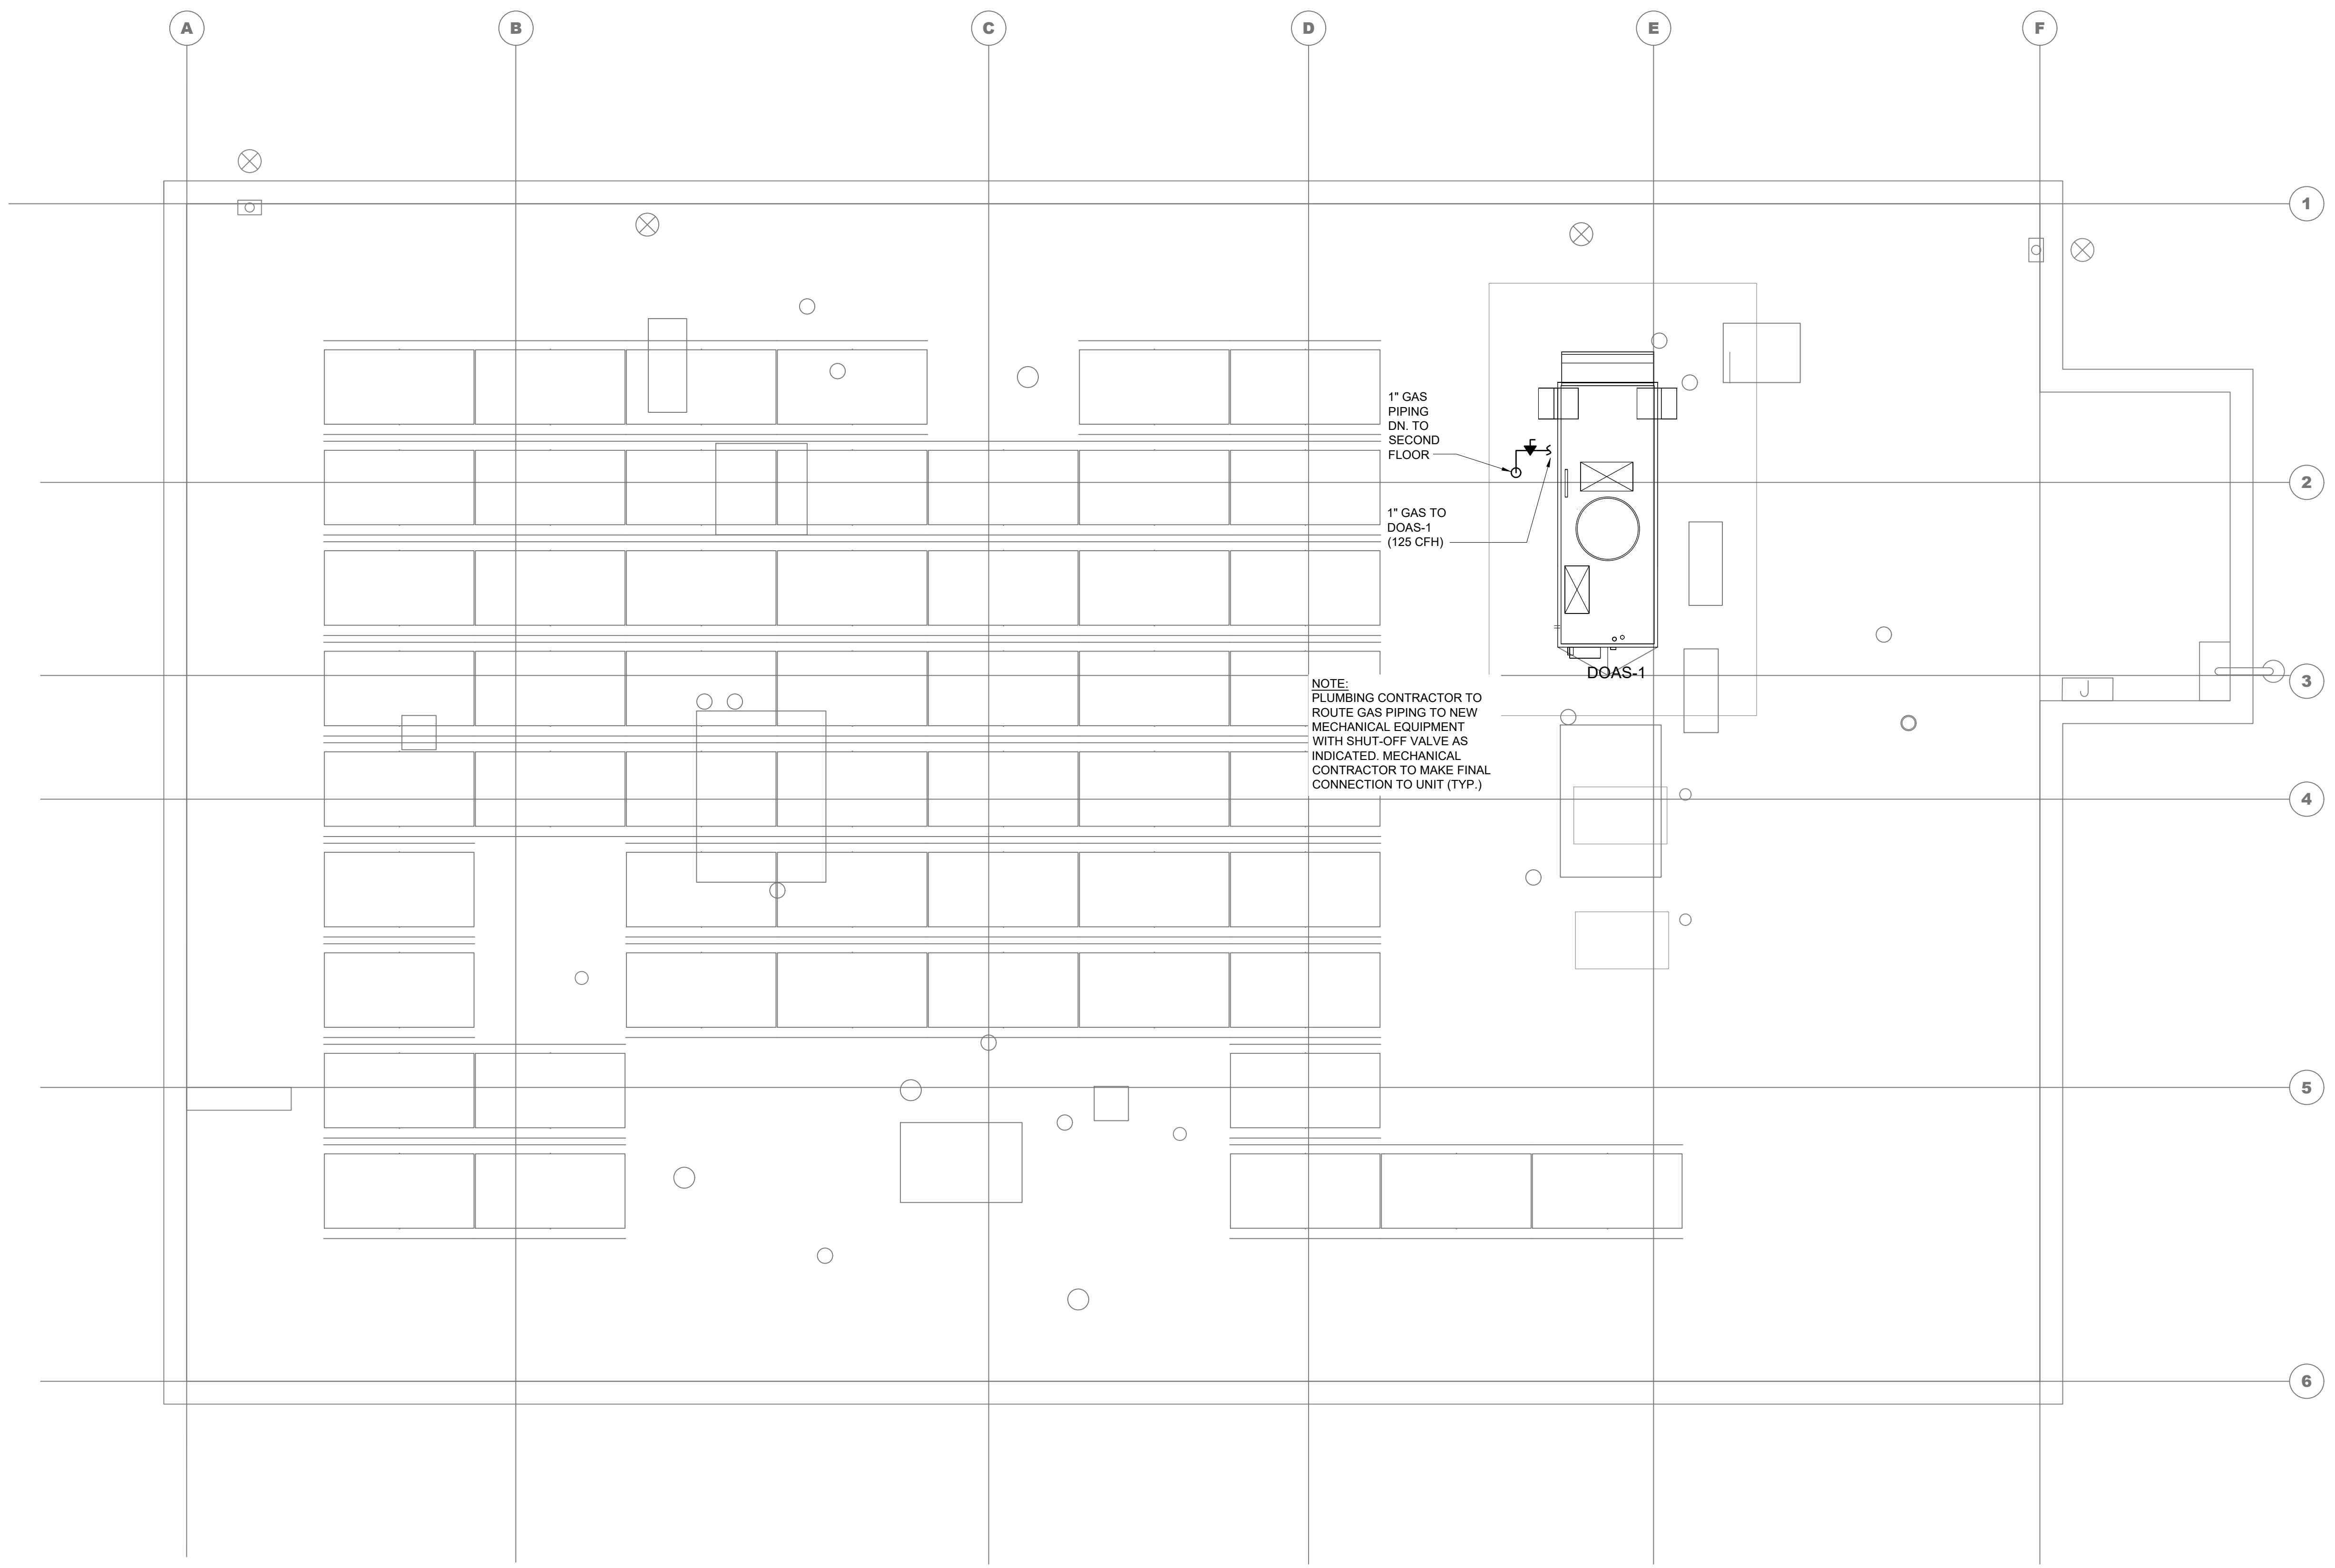 A
B
C
D
E
F
1
1" GAS
PIPING
DN. TO
SECOND
FLOOR
2
1" GAS TO
DOAS-1
(125 CFH)
DOAS-1
3
NOTE:
PLUMBING CONTRACTOR TO
ROUTE GAS PIPING TO NEW
MECHANICAL EQUIPMENT
WITH SHUT-OFF VALVE AS
INDICATED. MECHANICAL
CONTRACTOR TO MAKE FINAL
CONNECTION TO UNIT (TYP.)
J
4
5
6